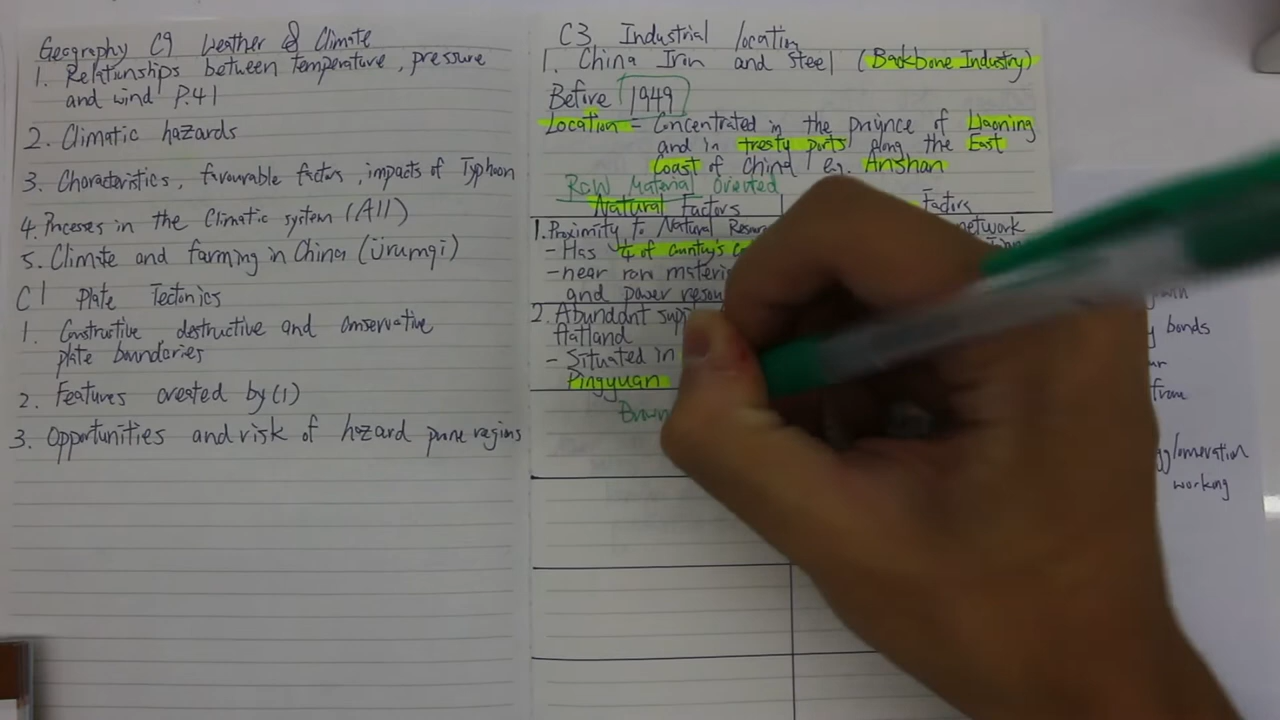 Geography C9 Weather & Climate
1. Relationships between temperature, pressure
and wind P.41
2. Climatic hazards
3. Characteristics, favourable factors, impacts of Typhoon
4. Processes in the Climatic system (All)
5. Climate and farming in China (Ürümqi)
C1 Plate Tectonics
1. Constructive destructive and conservative
plate boundaries
2. Features created by (1)
3. Opportunities and risk of hazard prone regions
C3 Industrial location
1. China Iron and Steel (Backbone Industry)
Before 1949
Location - Concentrated in the province of Liaoning
and in treaty ports along the East
Coast of China, e.g. Anshan
Raw Material Oriented
Natural Factors
Factors
1. Proximity to Natural
network
- Has 1/4 of country's
- near raw
and power
2. Abundant
bonds
flatland
- Situated in
Pingyuan
from
agglomeration
working